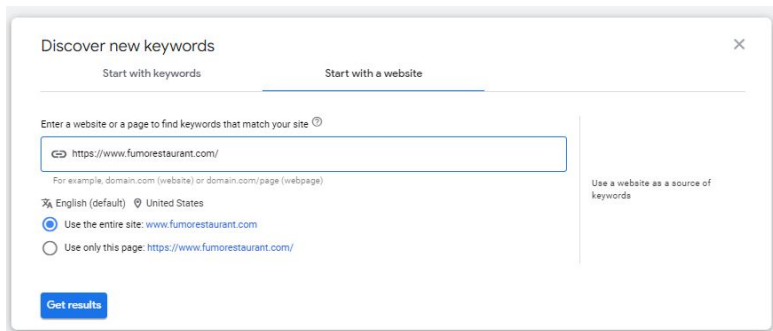 Discover new keywords
Start with keywords Start with a website
Enter a website or a page to find keywords that match your site
https://www.fumorestaurant.com/
For example, domain.com (website) or domain.com/page (webpage)
English (default) United States
Use the entire site: www.fumorestaurant.com
Use only this page: https://www.fumorestaurant.com/
Get results
Use a website as a source of
keywords